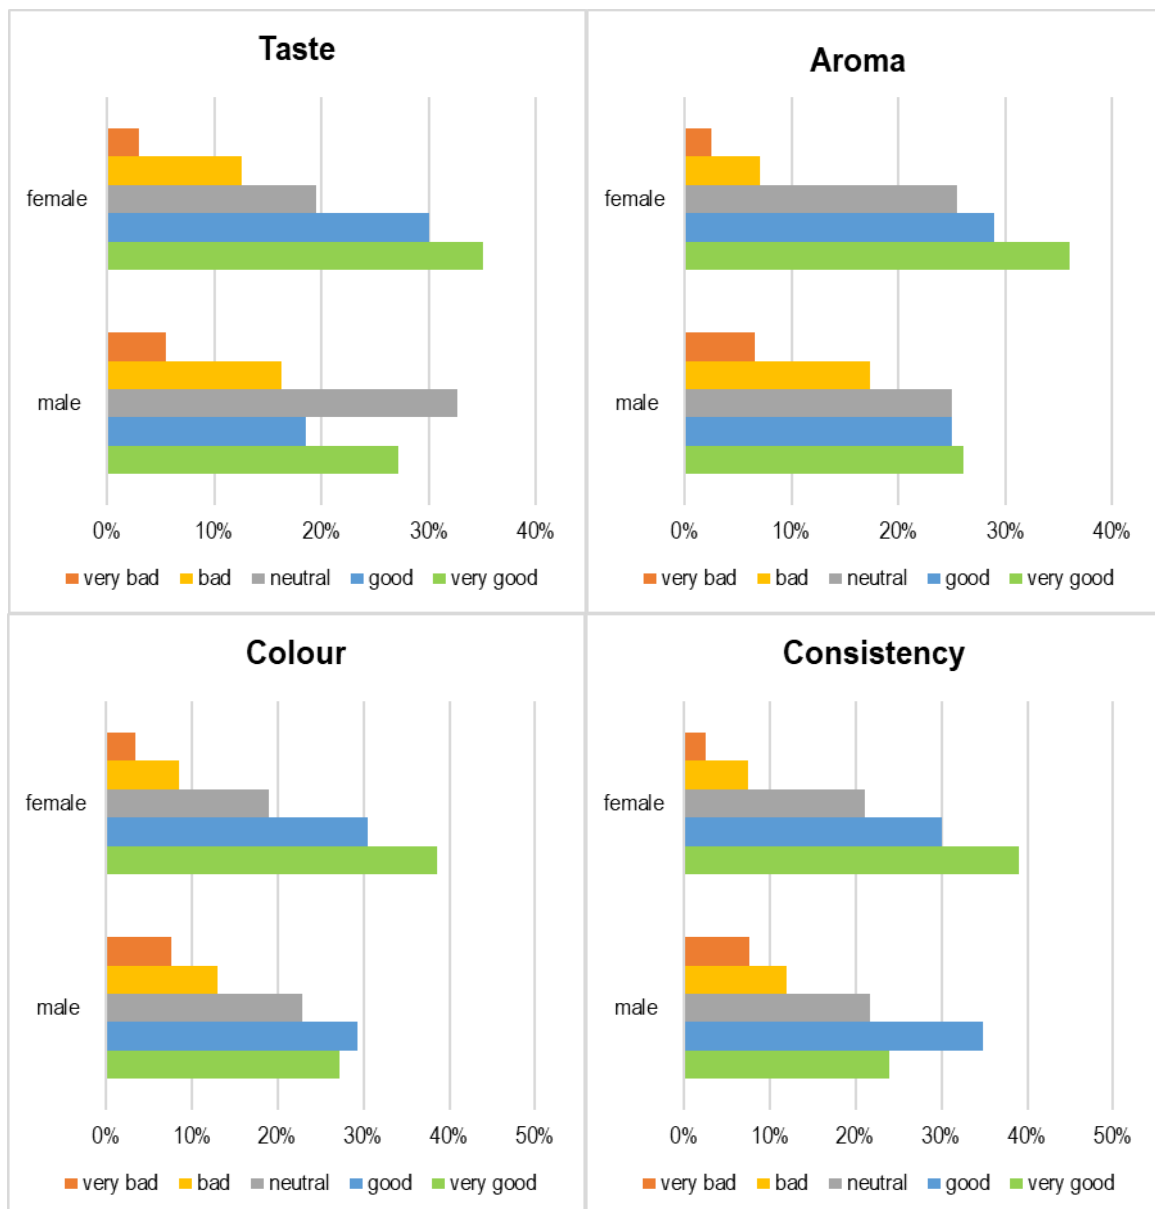 Taste
female
male
0% 10% 20% 30% 40%
very bad bad neutral good very good
Aroma
female
male
0% 10% 20% 30% 40%
very bad bad neutral good very good
Colour
female
male
0% 10% 20% 30% 40% 50%
very bad bad neutral good very good
Consistency
female
male
0% 10% 20% 30% 40% 50%
very bad bad neutral good very good